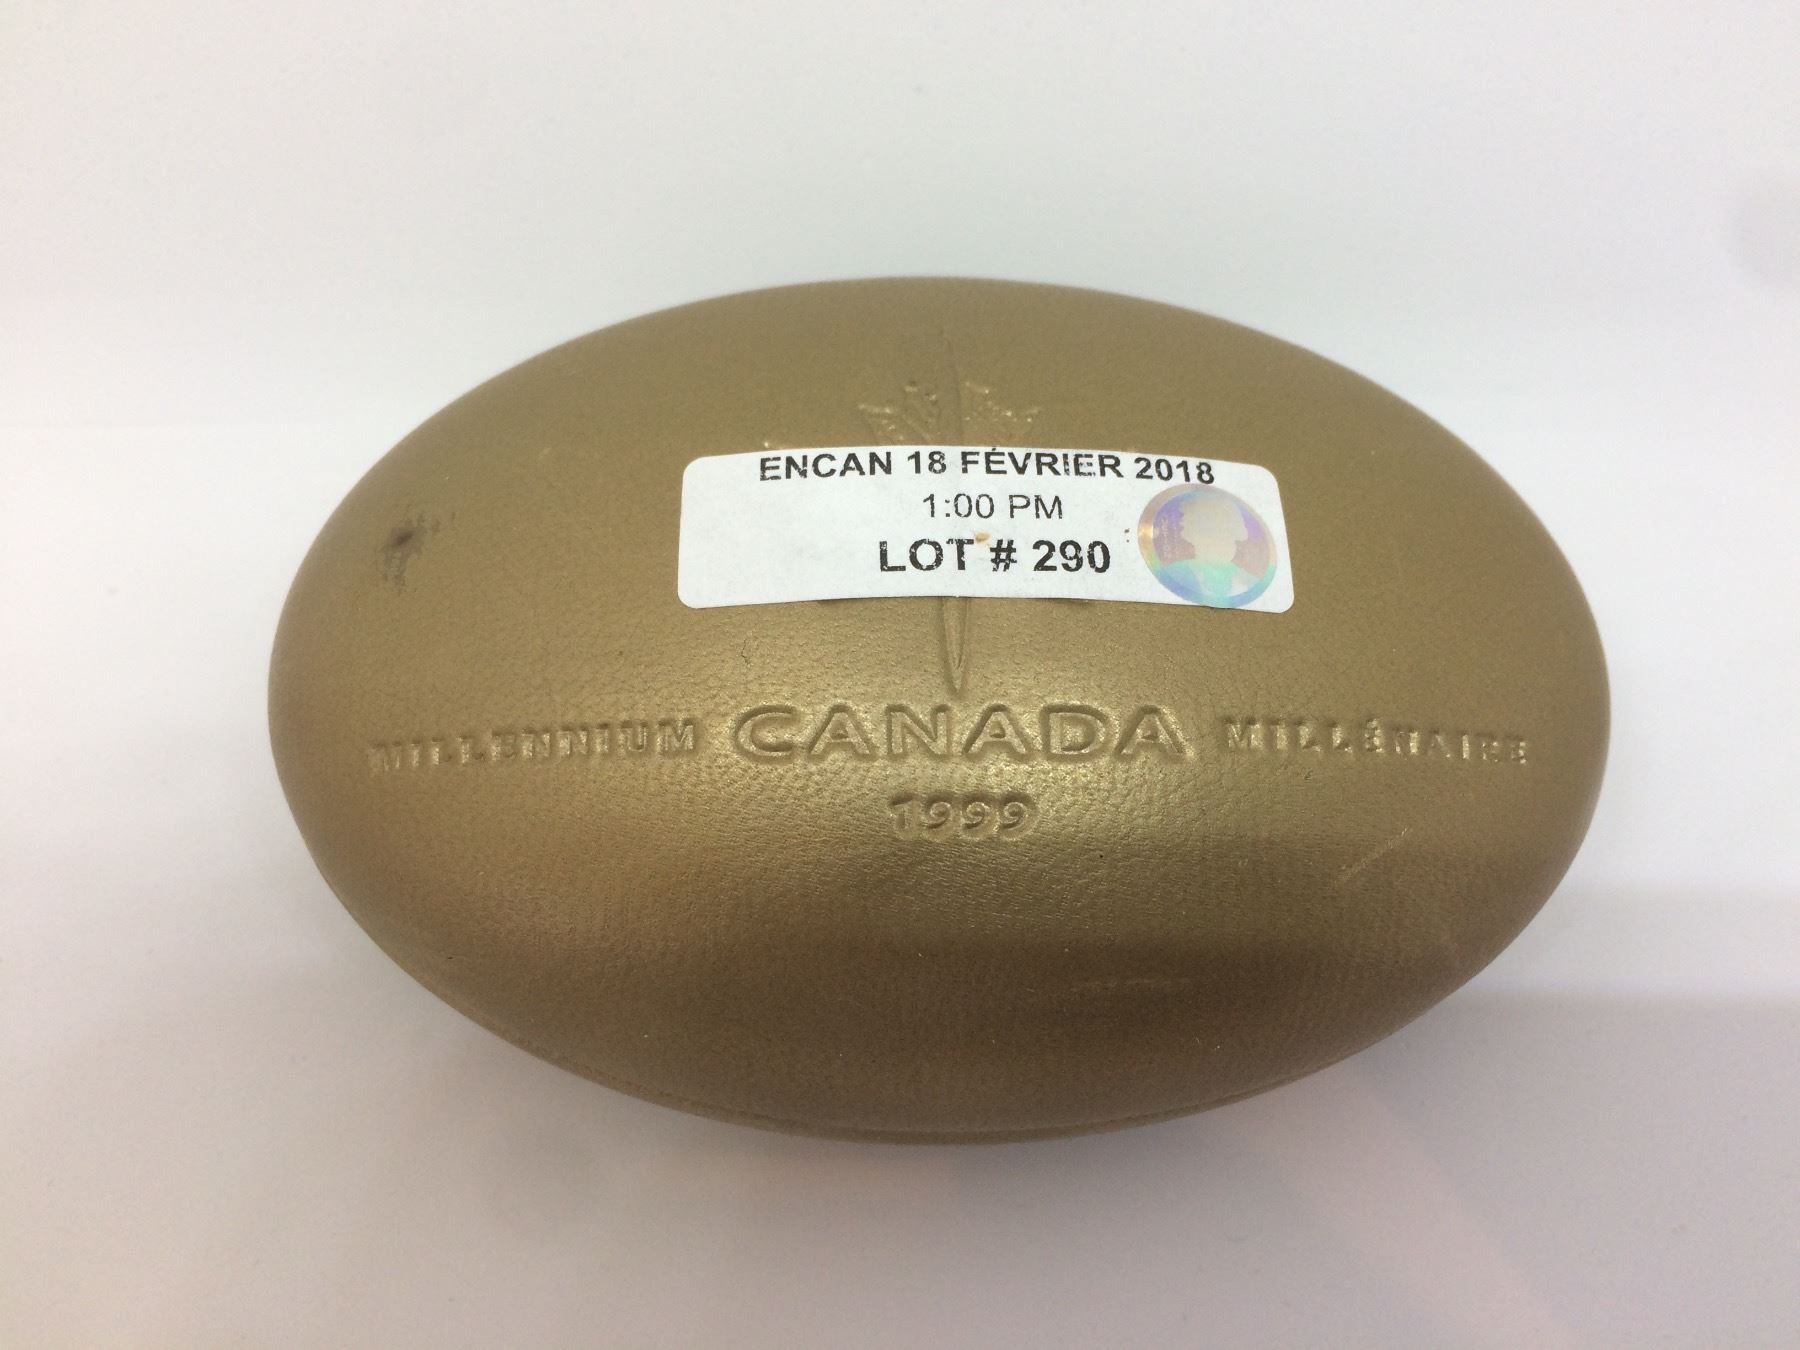 ENCAN 18 FÉVRIER 2018
1:00 PM
LOT # 290
MILLENNIUM CANADA MILLÉNAIRE
1999